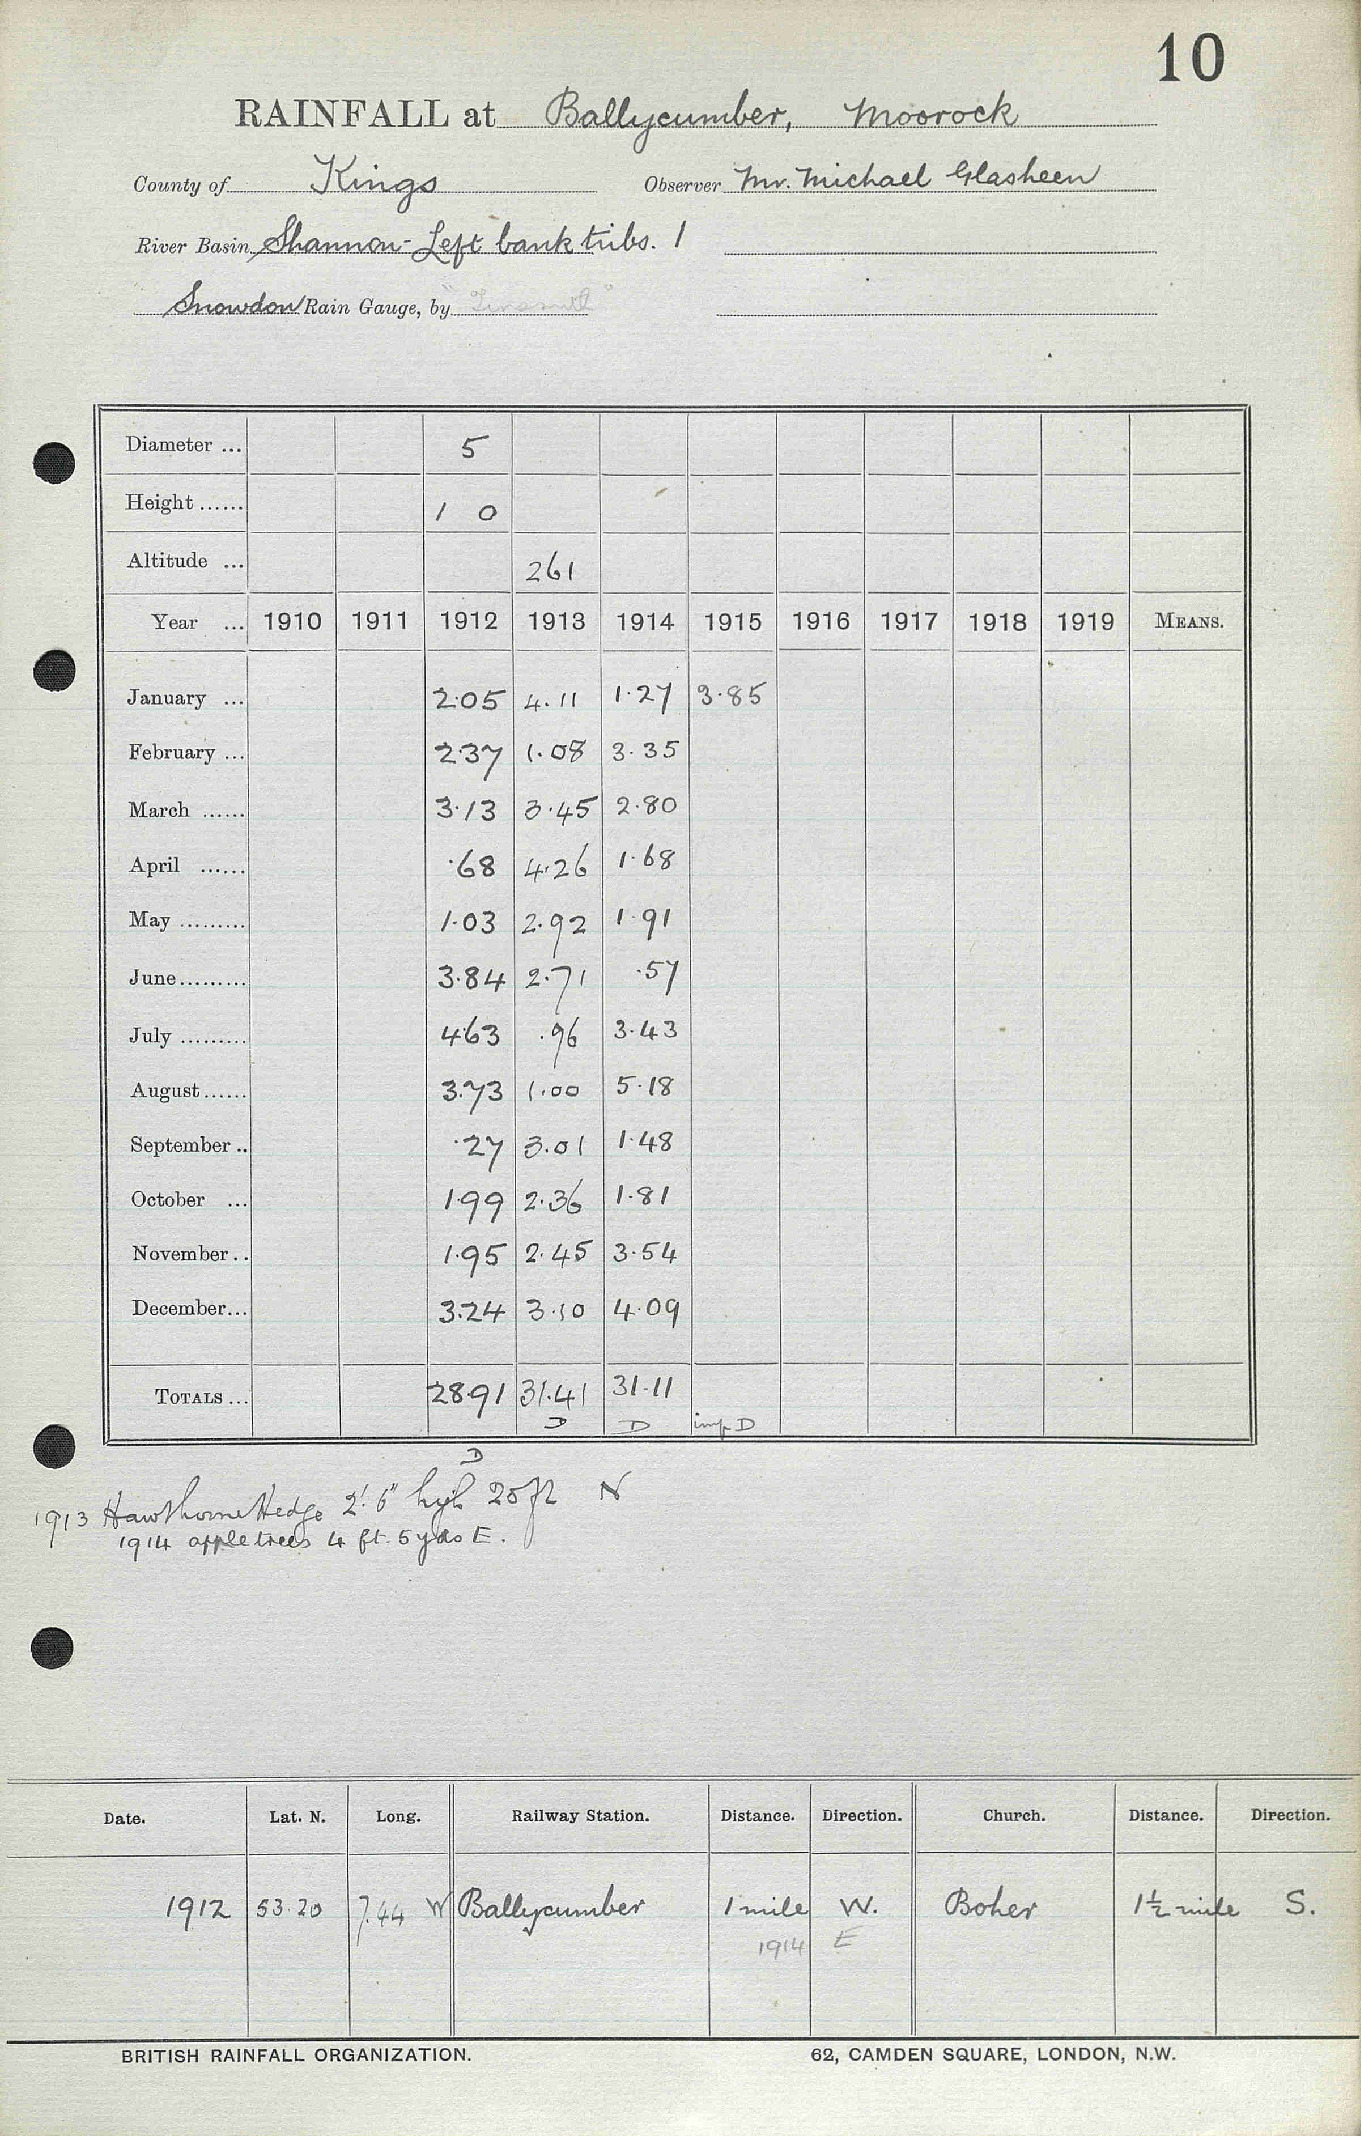 10
RAINFALL at Ballycumber, Moorock
County of Kings Observer Mr. Michael Glasheen
River Basin Shannon - Left bank tribs. 1
Snowdon Rain Gauge, by
Diameter ... 5
Height ...... 1 0
Altitude ... 261
Year ... 1910 1911 1912 1913 1914 1915 1916 1917 1918 1919 MEANS.
January ... 2.05 4.11 1.27 3.85
February ... 2.37 1.08 3.35
March ...... 3.13 3.45 2.80
April ...... .68 4.26 1.68
May ......... 1.03 2.92 1.91
June......... 3.84 2.71 .57
July ......... 4.63 .96 3.43
August...... 3.73 1.00 5.18
September .. .27 3.01 1.48
October ... 1.99 2.36 1.81
November .. 1.95 2.45 3.54
December... 3.24 3.10 4.09
TOTALS ... 28.91 31.41 31.11
D D imp. D
D
1913 Hawthorne Hedge 2' 6" high 25 ft N
1914 apple trees 4 ft. 5 yds E.
Date. Lat. N. Long. Railway Station. Distance. Direction. Church. Distance. Direction.
1912 53.20 7.44 W Ballycumber 1 mile W. Boher 1½ mile S.
1914 E
BRITISH RAINFALL ORGANIZATION. 62, CAMDEN SQUARE, LONDON, N.W.